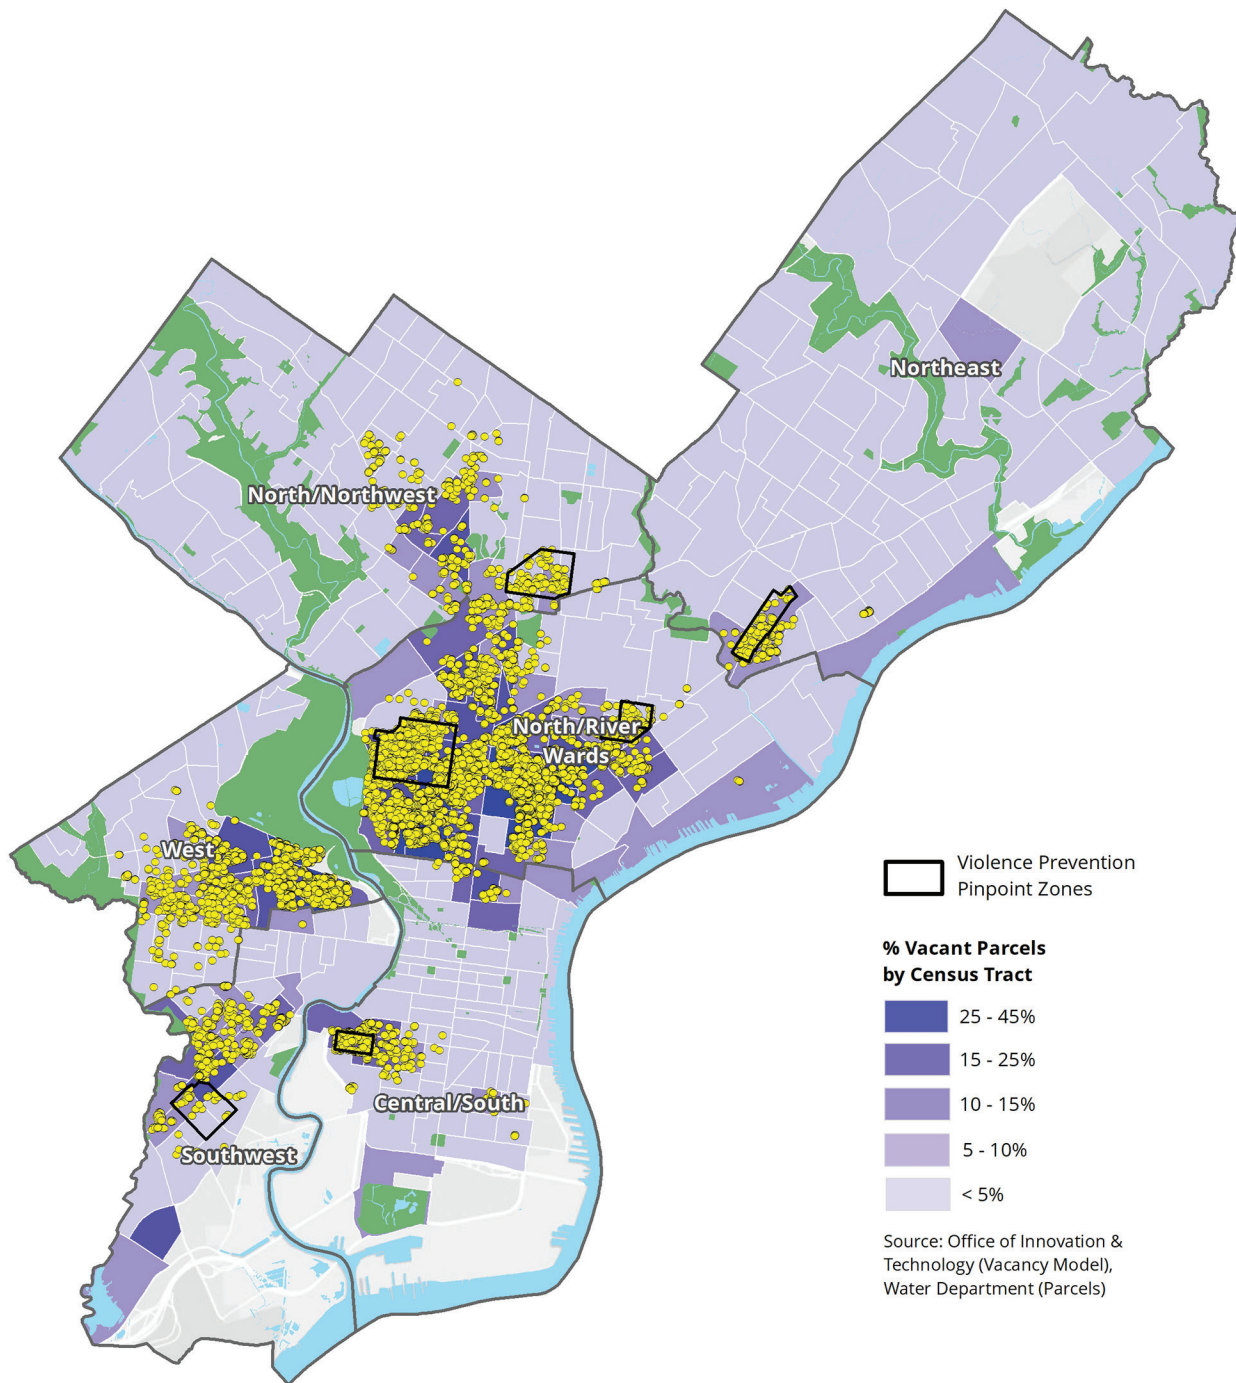 Northeast
North/Northwest
North/River
Wards
West
Central/South
Southwest
Violence Prevention
Pinpoint Zones
% Vacant Parcels
by Census Tract
25 - 45%
15 - 25%
10 - 15%
5 - 10%
< 5%
Source: Office of Innovation &
Technology (Vacancy Model),
Water Department (Parcels)